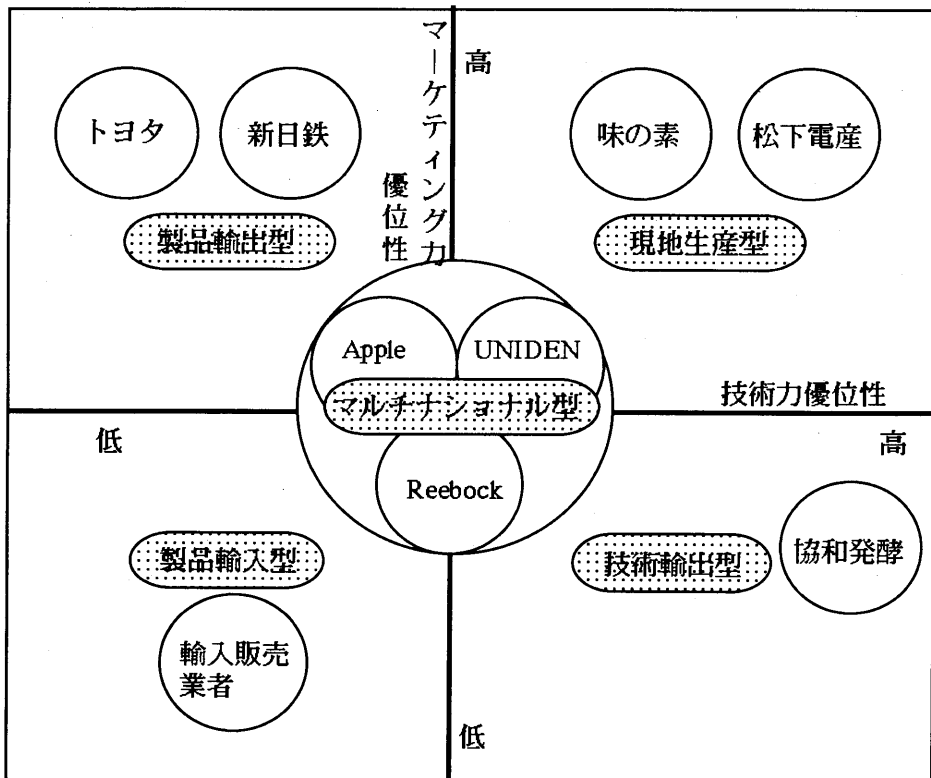 マーケティング力
優位性
高
トヨタ
新日鉄
味の素
松下電産
製品輸出型
現地生産型
Apple
UNIDEN
マルチナショナル型
技術力優位性
低
高
Reebock
製品輸入型
技術輸出型
協和発酵
輸入販売
業者
低